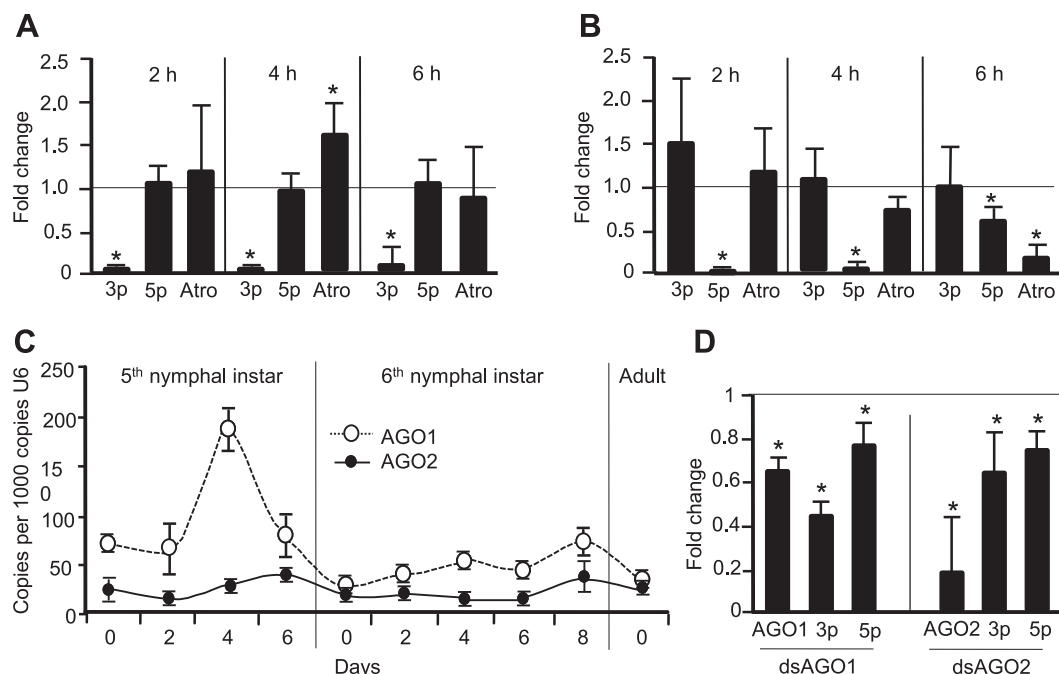 A
Fold change
2.5
2.0
1.5
1.0
0.5
0
2 h
4 h
6 h
*
*
*
*
3p 5p Atro 3p 5p Atro 3p 5p Atro
B
Fold change
2.5
2.0
1.5
1.0
0.5
0
2 h
4 h
6 h
*
*
*
*
3p 5p Atro 3p 5p Atro 3p 5p Atro
C
Copies per 1000 copies U6
250
200
150
0
100
50
0
5th nymphal instar
6th nymphal instar
Adult
AGO1
AGO2
0 2 4 6 0 2 4 6 8 0
Days
D
Fold change
1
0.8
0.6
0.4
0.2
0
*
*
*
*
*
*
AGO1 3p 5p AGO2 3p 5p
dsAGO1
dsAGO2